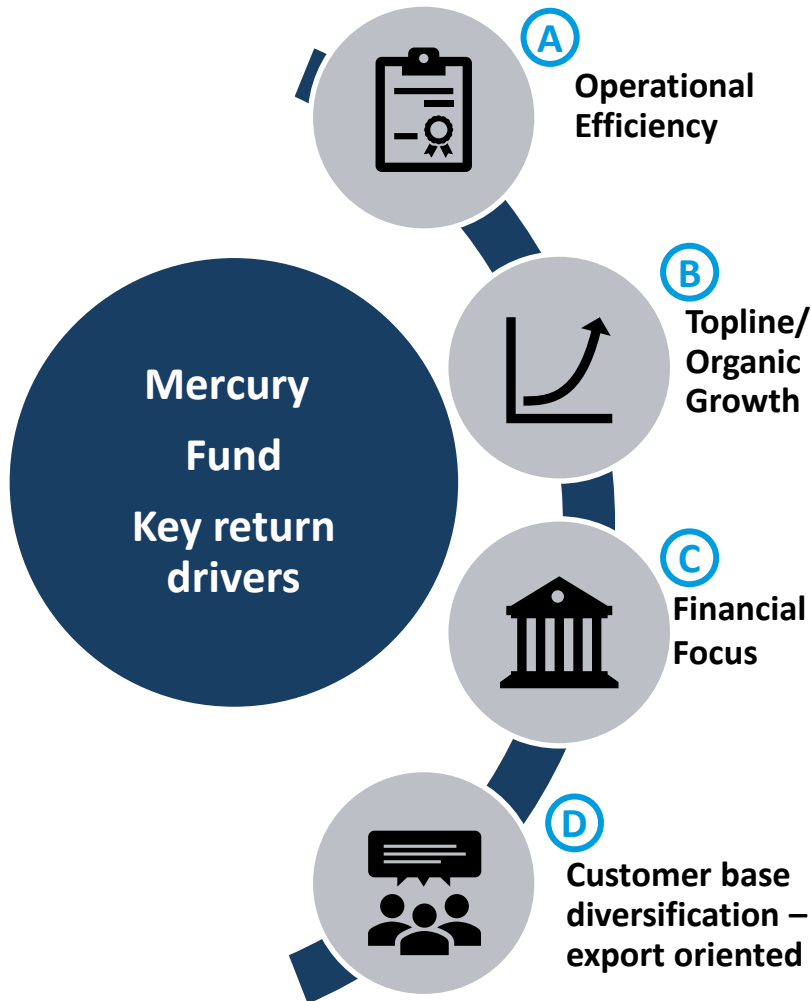 A
Operational
Efficiency
B
Topline/
Organic
Growth
Mercury
Fund
Key return
drivers
C
Financial
Focus
D
Customer base
diversification –
export oriented